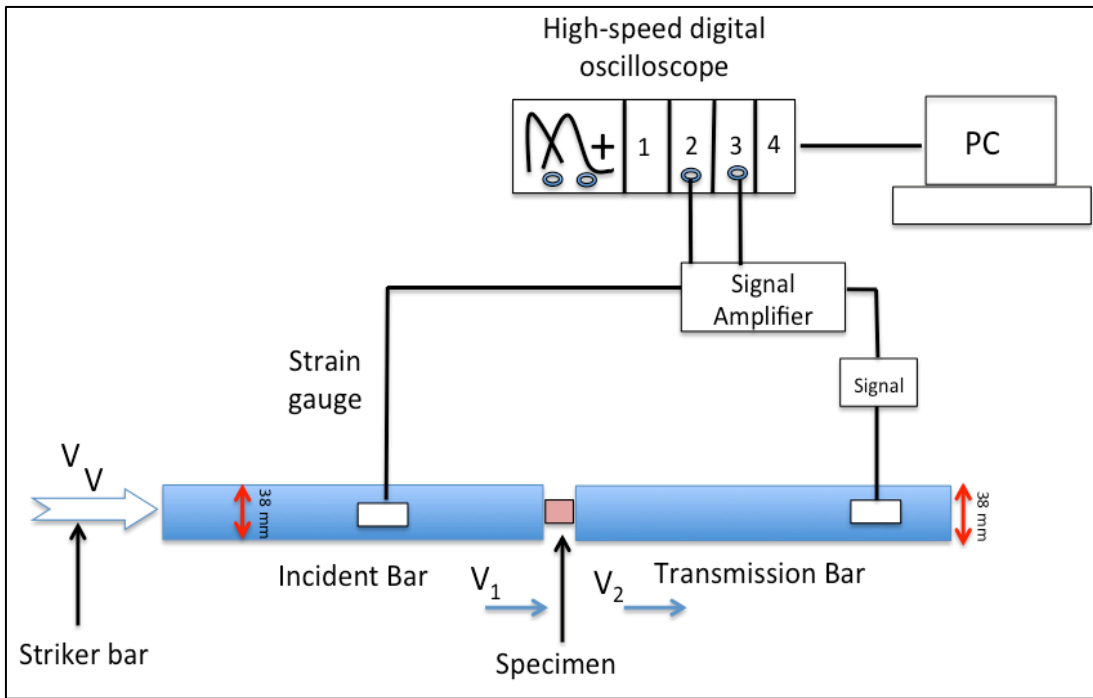 High-speed digital
oscilloscope
1 2 3 4
PC
Signal
Amplifier
Strain
gauge
Signal
V
V
38 mm
38 mm
Incident Bar
V₁
V₂
Transmission Bar
Striker bar
Specimen